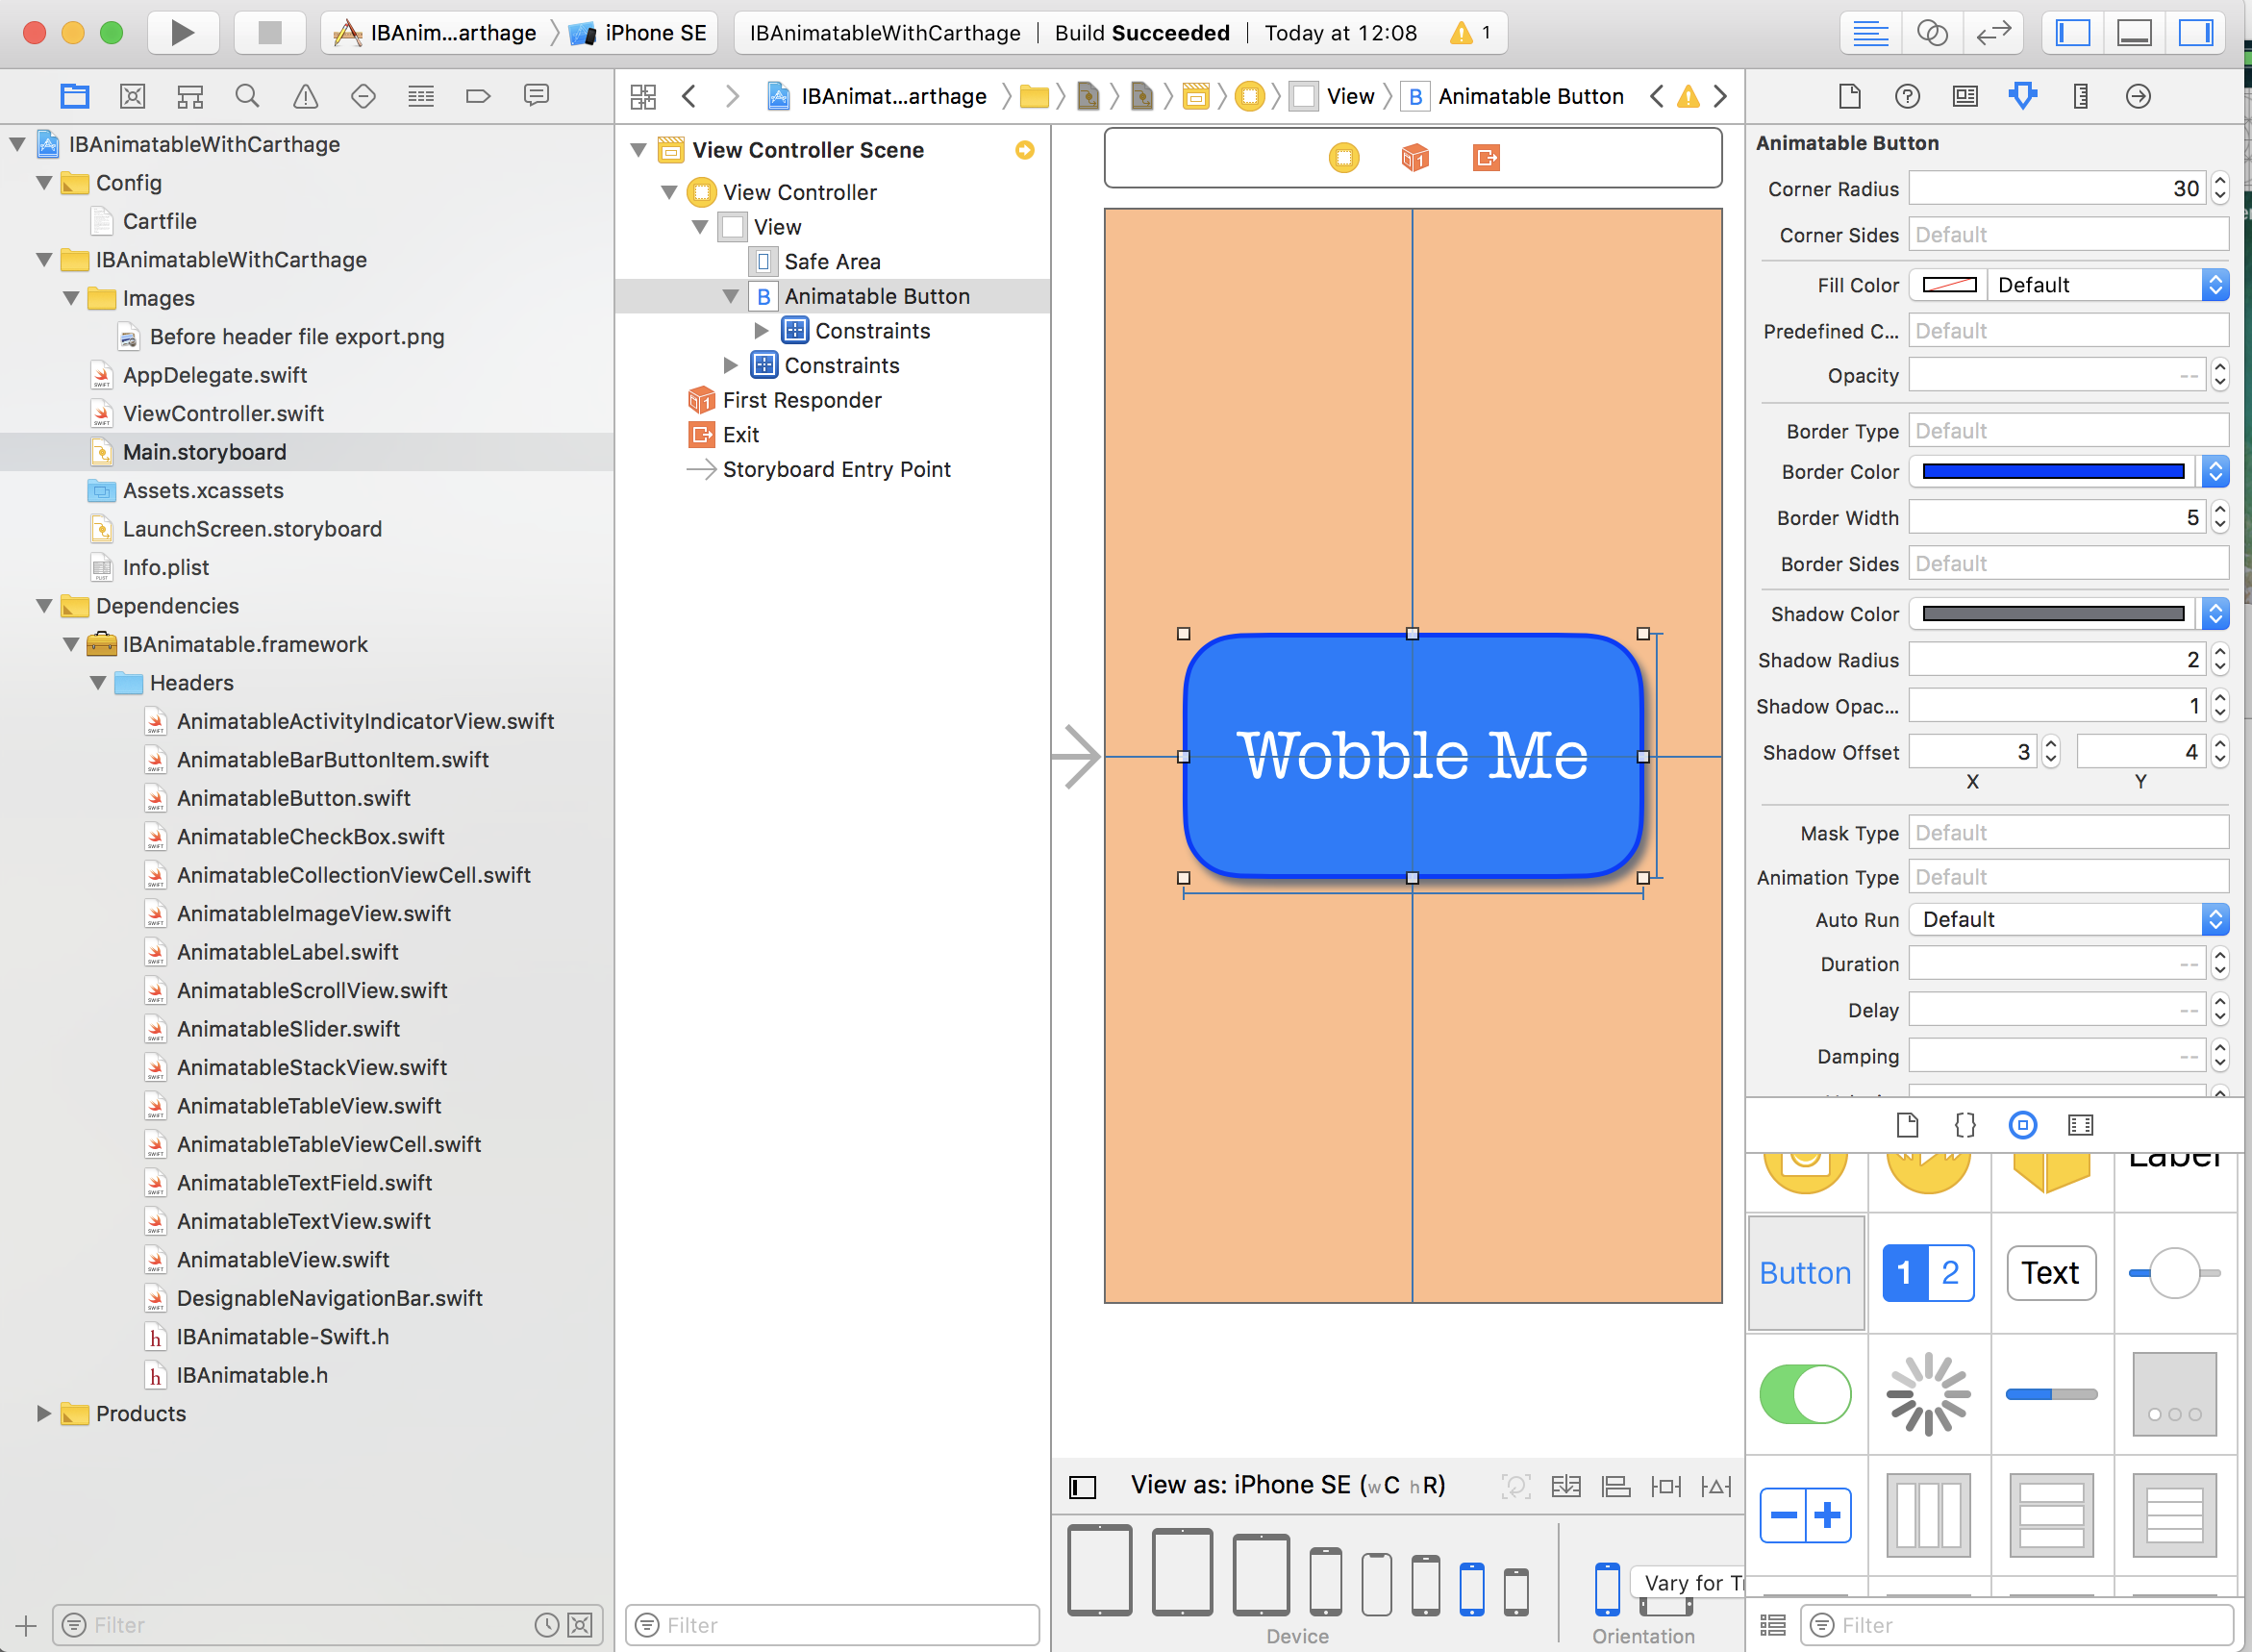 IBAnim...arthage iPhone SE
IBAnimatableWithCarthage Build Succeeded Today at 12:08 1
IBAnimat...arthage View B Animatable Button
IBAnimatableWithCarthage
Config
Cartfile
IBAnimatableWithCarthage
Images
Before header file export.png
AppDelegate.swift
ViewController.swift
Main.storyboard
Assets.xcassets
LaunchScreen.storyboard
Info.plist
Dependencies
IBAnimatable.framework
Headers
AnimatableActivityIndicatorView.swift
AnimatableBarButtonItem.swift
AnimatableButton.swift
AnimatableCheckBox.swift
AnimatableCollectionViewCell.swift
AnimatableImageView.swift
AnimatableLabel.swift
AnimatableScrollView.swift
AnimatableSlider.swift
AnimatableStackView.swift
AnimatableTableView.swift
AnimatableTableViewCell.swift
AnimatableTextField.swift
AnimatableTextView.swift
AnimatableView.swift
DesignableNavigationBar.swift
IBAnimatable-Swift.h
IBAnimatable.h
Products
Filter
View Controller Scene
View Controller
View
Safe Area
B Animatable Button
Constraints
Constraints
First Responder
Exit
Storyboard Entry Point
Filter
Wobble Me
View as: iPhone SE (wC hR)
Vary for T
Device
Orientation
Animatable Button
Corner Radius 30
Corner Sides Default
Fill Color Default
Predefined C... Default
Opacity --
Border Type Default
Border Color
Border Width 5
Border Sides Default
Shadow Color
Shadow Radius 2
Shadow Opac... 1
Shadow Offset 3 4
X Y
Mask Type Default
Animation Type Default
Auto Run Default
Duration --
Delay --
Damping --
{}
Label
Button 1 2 Text
Filter